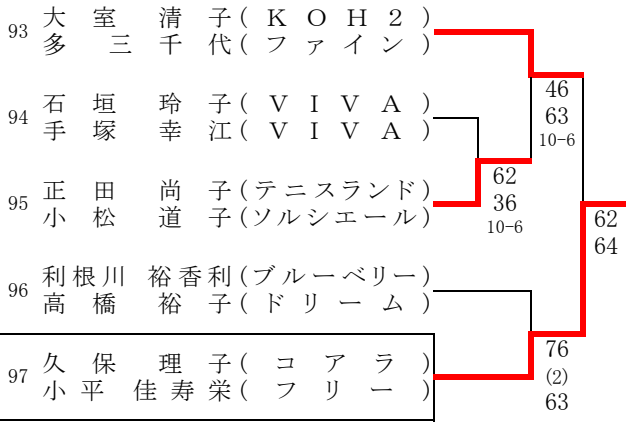 93 大室 清子(KOH2)
多 三千代(ファイン)
46
63
10-6
94 石垣 玲子(VIVA)
手塚 幸江(VIVA)
62
36
10-6
95 正田 尚子(テニスランド)
小松 道子(ソルシエール)
62
64
96 利根川 裕香利(ブルーベリー)
高橋 裕子(ドリーム)
76
(2)
63
97 久保 理子(コアラ)
小平 佳寿栄(フリー)